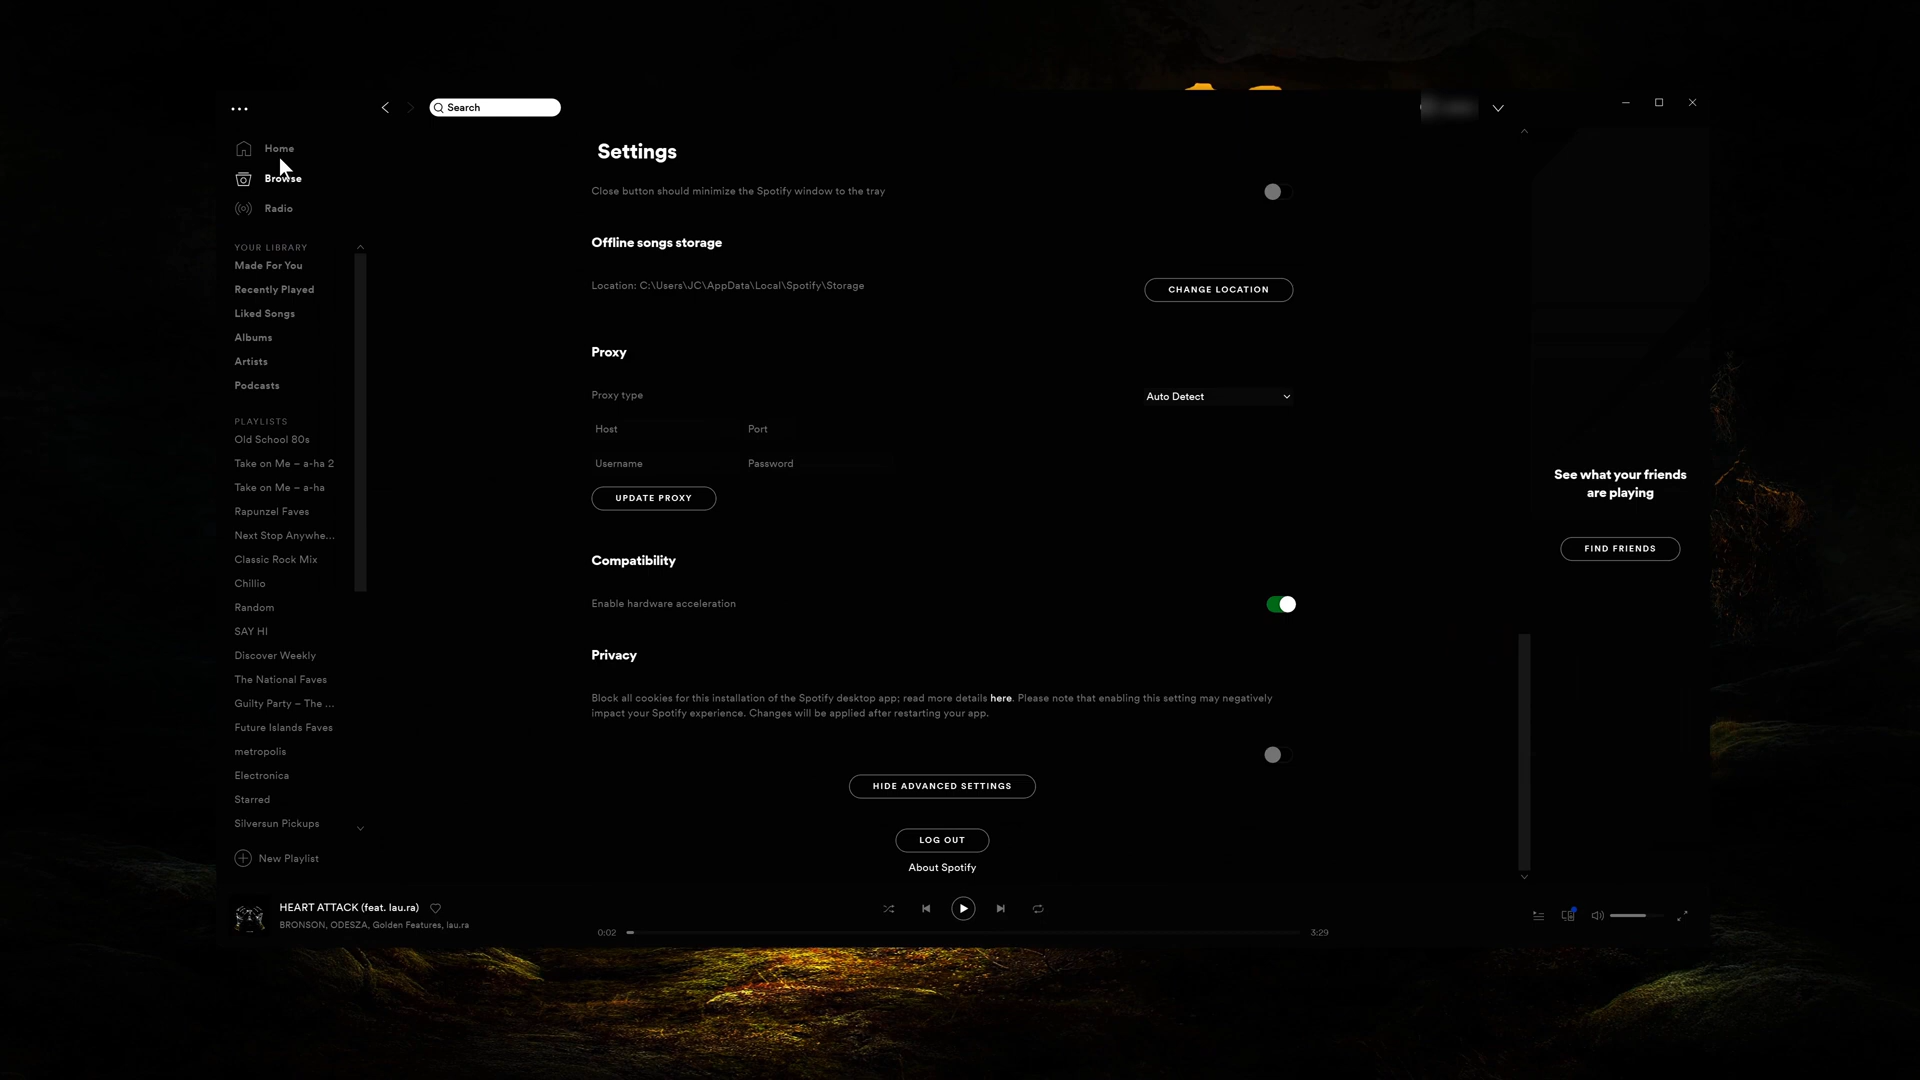 Search
Home
Browse
Radio
YOUR LIBRARY
Made For You
Recently Played
Liked Songs
Albums
Artists
Podcasts
PLAYLISTS
Old School 80s
Take on Me – a-ha 2
Take on Me – a-ha
Rapunzel Faves
Next Stop Anywhe...
Classic Rock Mix
Chillio
Random
SAY HI
Discover Weekly
The National Faves
Guilty Party – The ...
Future Islands Faves
metropolis
Electronica
Starred
Silversun Pickups
New Playlist
Settings
Close button should minimize the Spotify window to the tray
Offline songs storage
Location: C:\Users\JC\AppData\Local\Spotify\Storage
CHANGE LOCATION
Proxy
Proxy type
Auto Detect
Host Port
Username Password
UPDATE PROXY
Compatibility
Enable hardware acceleration
Privacy
Block all cookies for this installation of the Spotify desktop app; read more details here. Please note that enabling this setting may negatively
impact your Spotify experience. Changes will be applied after restarting your app.
HIDE ADVANCED SETTINGS
LOG OUT
About Spotify
See what your friends
are playing
FIND FRIENDS
HEART ATTACK (feat. lau.ra)
BRONSON, ODESZA, Golden Features, lau.ra
0:02
3:29